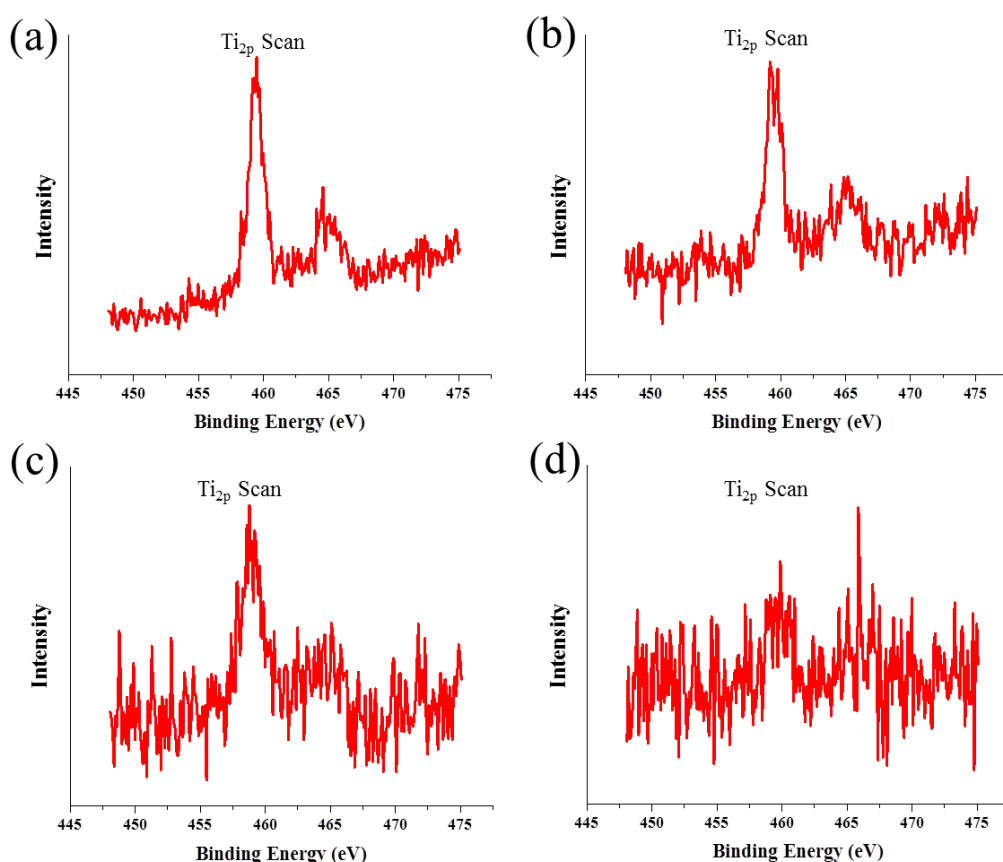 (a)
Ti2p Scan
Intensity
445 450 455 460 465 470 475
Binding Energy (eV)
(b)
Ti2p Scan
Intensity
445 450 455 460 465 470 475
Binding Energy (eV)
(c)
Ti2p Scan
Intensity
445 450 455 460 465 470 475
Binding Energy (eV)
(d)
Ti2p Scan
Intensity
445 450 455 460 465 470 475
Binding Energy (eV)